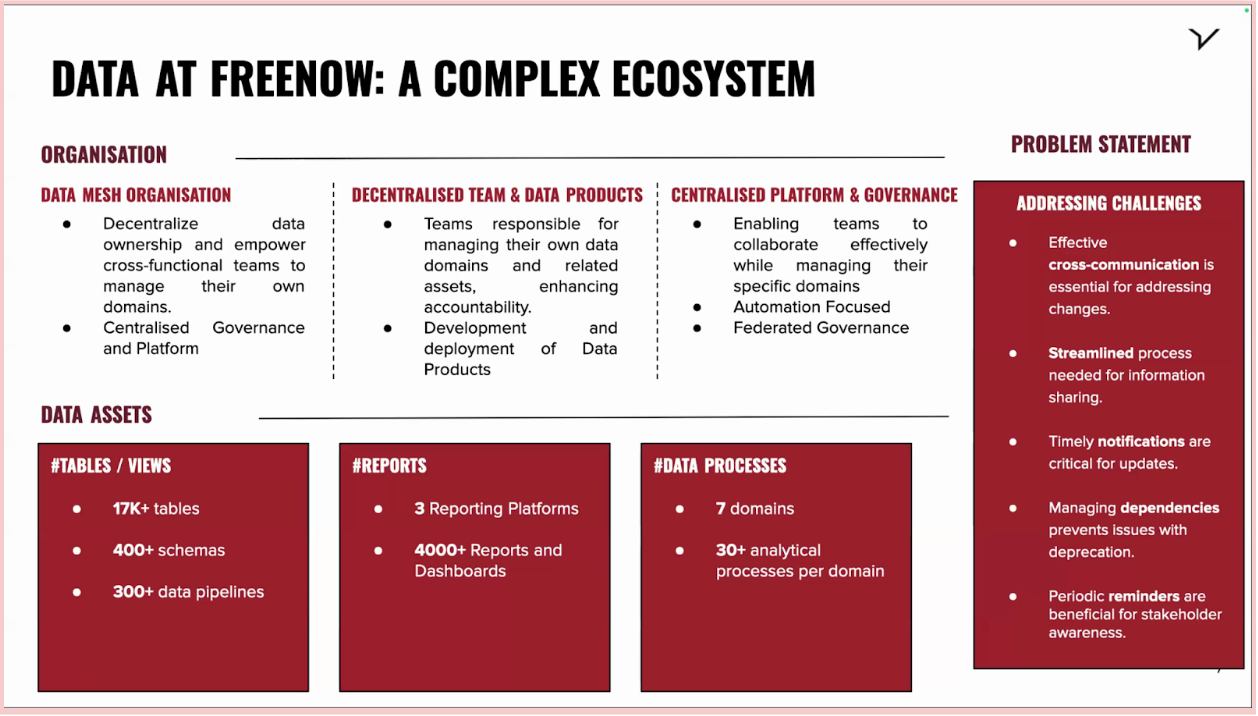 DATA AT FREENOW: A COMPLEX ECOSYSTEM
ORGANISATION
DATA MESH ORGANISATION
● Decentralize data
ownership and empower
cross-functional teams to
manage their own
domains.
● Centralised Governance
and Platform
DECENTRALISED TEAM & DATA PRODUCTS
● Teams responsible for
managing their own data
domains and related
assets, enhancing
accountability.
● Development and
deployment of Data
Products
CENTRALISED PLATFORM & GOVERNANCE
● Enabling teams to
collaborate effectively
while managing their
specific domains
● Automation Focused
● Federated Governance
DATA ASSETS
#TABLES / VIEWS
● 17K+ tables
● 400+ schemas
● 300+ data pipelines
#REPORTS
● 3 Reporting Platforms
● 4000+ Reports and
Dashboards
#DATA PROCESSES
● 7 domains
● 30+ analytical
processes per domain
PROBLEM STATEMENT
ADDRESSING CHALLENGES
● Effective
cross-communication is
essential for addressing
changes.
● Streamlined process
needed for information
sharing.
● Timely notifications are
critical for updates.
● Managing dependencies
prevents issues with
deprecation.
● Periodic reminders are
beneficial for stakeholder
awareness.